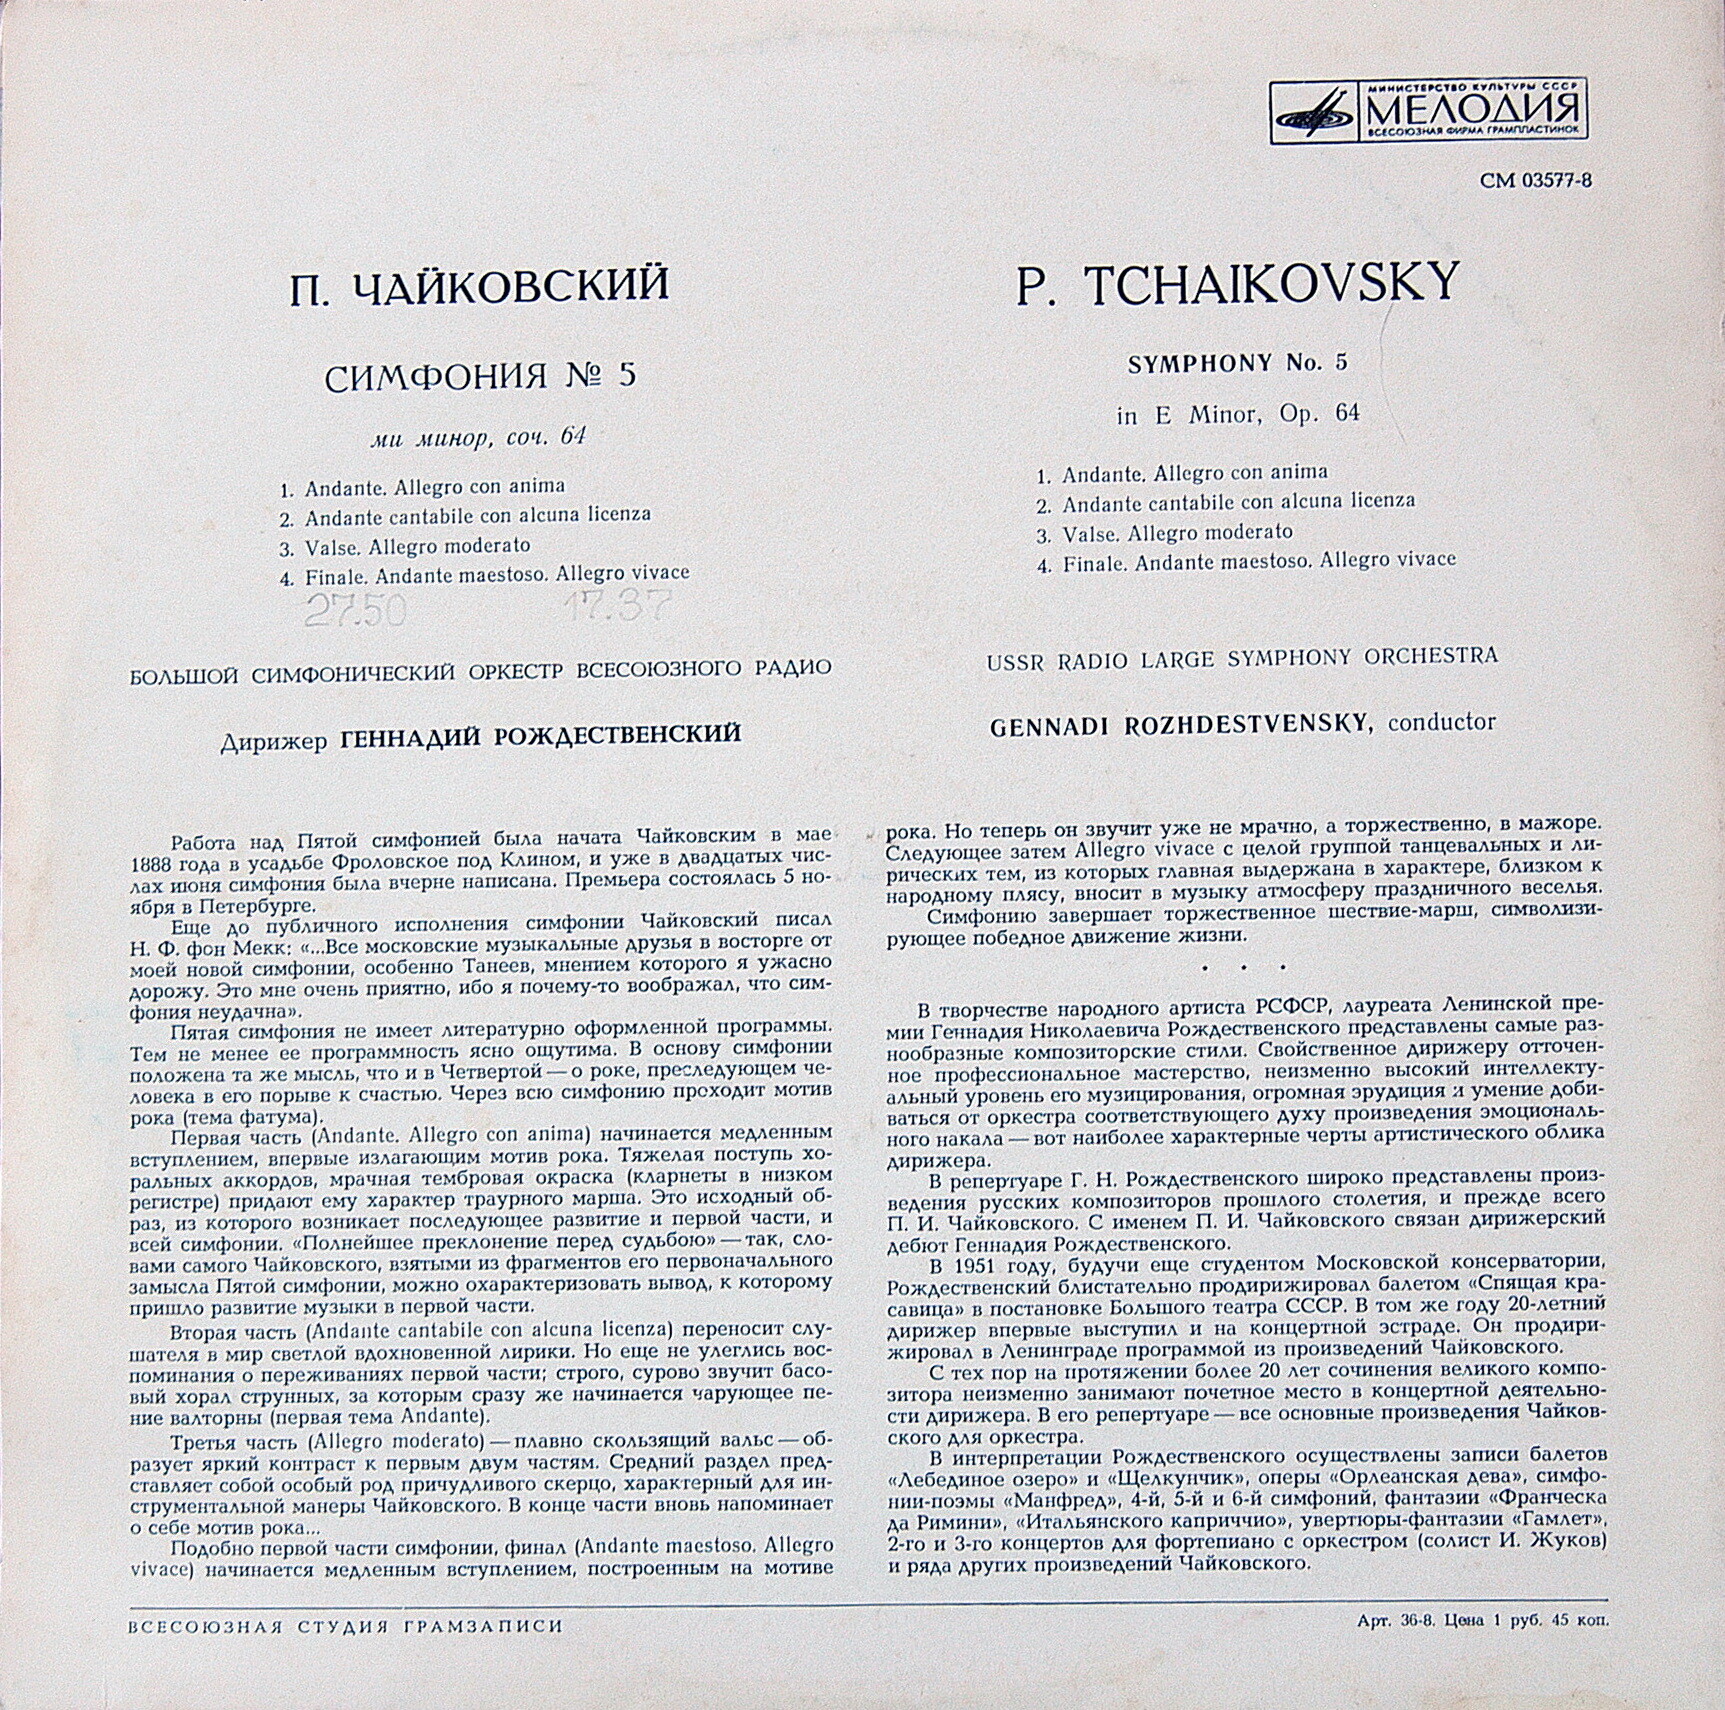 МИНИСТЕРСТВО КУЛЬТУРЫ СССР
МЕЛОДИЯ
ВСЕСОЮЗНАЯ ФИРМА ГРАМПЛАСТИНОК
СМ 03577-8
П. ЧАЙКОВСКИЙ
СИМФОНИЯ № 5
ми минор, соч. 64
1. Andante. Allegro con anima
2. Andante cantabile con alcuna licenza
3. Valse. Allegro moderato
4. Finale. Andante maestoso. Allegro vivace
27.50 17.37
БОЛЬШОЙ СИМФОНИЧЕСКИЙ ОРКЕСТР ВСЕСОЮЗНОГО РАДИО
Дирижер ГЕННАДИЙ РОЖДЕСТВЕНСКИЙ
P. TCHAIKOVSKY
SYMPHONY No. 5
in E Minor, Op. 64
1. Andante. Allegro con anima
2. Andante cantabile con alcuna licenza
3. Valse. Allegro moderato
4. Finale. Andante maestoso. Allegro vivace
USSR RADIO LARGE SYMPHONY ORCHESTRA
GENNADI ROZHDESTVENSKY, conductor
Работа над Пятой симфонией была начата Чайковским в мае
1888 года в усадьбе Фроловское под Клином, и уже в двадцатых чис-
лах июня симфония была вчерне написана. Премьера состоялась 5 но-
ября в Петербурге.
Еще до публичного исполнения симфонии Чайковский писал
Н. Ф. фон Мекк: «...Все московские музыкальные друзья в восторге от
моей новой симфонии, особенно Танеев, мнением которого я ужасно
дорожу. Это мне очень приятно, ибо я почему-то воображал, что сим-
фония неудачна».
Пятая симфония не имеет литературно оформленной программы.
Тем не менее ее программность ясно ощутима. В основу симфонии
положена та же мысль, что и в Четвертой — о роке, преследующем че-
ловека в его порыве к счастью. Через всю симфонию проходит мотив
рока (тема фатума).
Первая часть (Andante. Allegro con anima) начинается медленным
вступлением, впервые излагающим мотив рока. Тяжелая поступь хо-
ральных аккордов, мрачная тембровая окраска (кларнеты в низком
регистре) придают ему характер траурного марша. Это исходный об-
раз, из которого возникает последующее развитие и первой части, и
всей симфонии. «Полнейшее преклонение перед судьбою» — так, сло-
вами самого Чайковского, взятыми из фрагментов его первоначального
замысла Пятой симфонии, можно охарактеризовать вывод, к которому
пришло развитие музыки в первой части.
Вторая часть (Andante cantabile con alcuna licenza) переносит слу-
шателя в мир светлой вдохновенной лирики. Но еще не улеглись вос-
поминания о переживаниях первой части; строго, сурово звучит басо-
вый хорал струнных, за которым сразу же начинается чарующее пе-
ние валторны (первая тема Andante).
Третья часть (Allegro moderato) — плавно скользящий вальс — об-
разует яркий контраст к первым двум частям. Средний раздел пред-
ставляет собой особый род причудливого скерцо, характерный для ин-
струментальной манеры Чайковского. В конце части вновь напоминает
о себе мотив рока...
Подобно первой части симфонии, финал (Andante maestoso. Allegro
vivace) начинается медленным вступлением, построенным на мотиве
рока. Но теперь он звучит уже не мрачно, а торжественно, в мажоре.
Следующее затем Allegro vivace с целой группой танцевальных и ли-
рических тем, из которых главная выдержана в характере, близком к
народному плясу, вносит в музыку атмосферу праздничного веселья.
Симфонию завершает торжественное шествие-марш, символизи-
рующее победное движение жизни.
. . .
В творчестве народного артиста РСФСР, лауреата Ленинской пре-
мии Геннадия Николаевича Рождественского представлены самые раз-
нообразные композиторские стили. Свойственное дирижеру отточен-
ное профессиональное мастерство, неизменно высокий интеллекту-
альный уровень его музицирования, огромная эрудиция и умение доби-
ваться от оркестра соответствующего духу произведения эмоциональ-
ного накала — вот наиболее характерные черты артистического облика
дирижера.
В репертуаре Г. Н. Рождественского широко представлены произ-
ведения русских композиторов прошлого столетия, и прежде всего
П. И. Чайковского. С именем П. И. Чайковского связан дирижерский
дебют Геннадия Рождественского.
В 1951 году, будучи еще студентом Московской консерватории,
Рождественский блистательно продирижировал балетом «Спящая кра-
савица» в постановке Большого театра СССР. В том же году 20-летний
дирижер впервые выступил и на концертной эстраде. Он продири-
жировал в Ленинграде программой из произведений Чайковского.
С тех пор на протяжении более 20 лет сочинения великого компо-
зитора неизменно занимают почетное место в концертной деятельно-
сти дирижера. В его репертуаре — все основные произведения Чайков-
ского для оркестра.
В интерпретации Рождественского осуществлены записи балетов
«Лебединое озеро» и «Щелкунчик», оперы «Орлеанская дева», симфо-
нии-поэмы «Манфред», 4-й, 5-й и 6-й симфоний, фантазии «Франческа
да Римини», «Итальянского каприччио», увертюры-фантазии «Гамлет»,
2-го и 3-го концертов для фортепиано с оркестром (солист И. Жуков)
и ряда других произведений Чайковского.
ВСЕСОЮЗНАЯ СТУДИЯ ГРАМЗАПИСИ
Арт. 36-8. Цена 1 руб. 45 коп.